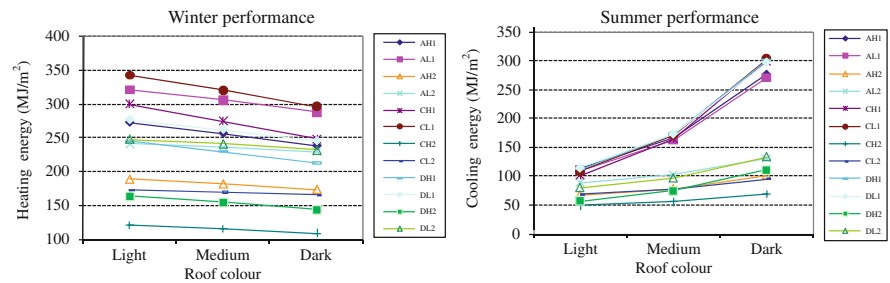 Winter performance
Heating energy (MJ/m²)
400
350
300
250
200
150
100
Light Medium Dark
Roof colour
AH1
AL1
AH2
AL2
CH1
CL1
CH2
CL2
DH1
DL1
DH2
DL2
Summer performance
Cooling energy (MJ/m²)
350
300
250
200
150
100
50
0
Light Medium Dark
Roof colour
AH1
AL1
AH2
AL2
CH1
CL1
CH2
CL2
DH1
DL1
DH2
DL2